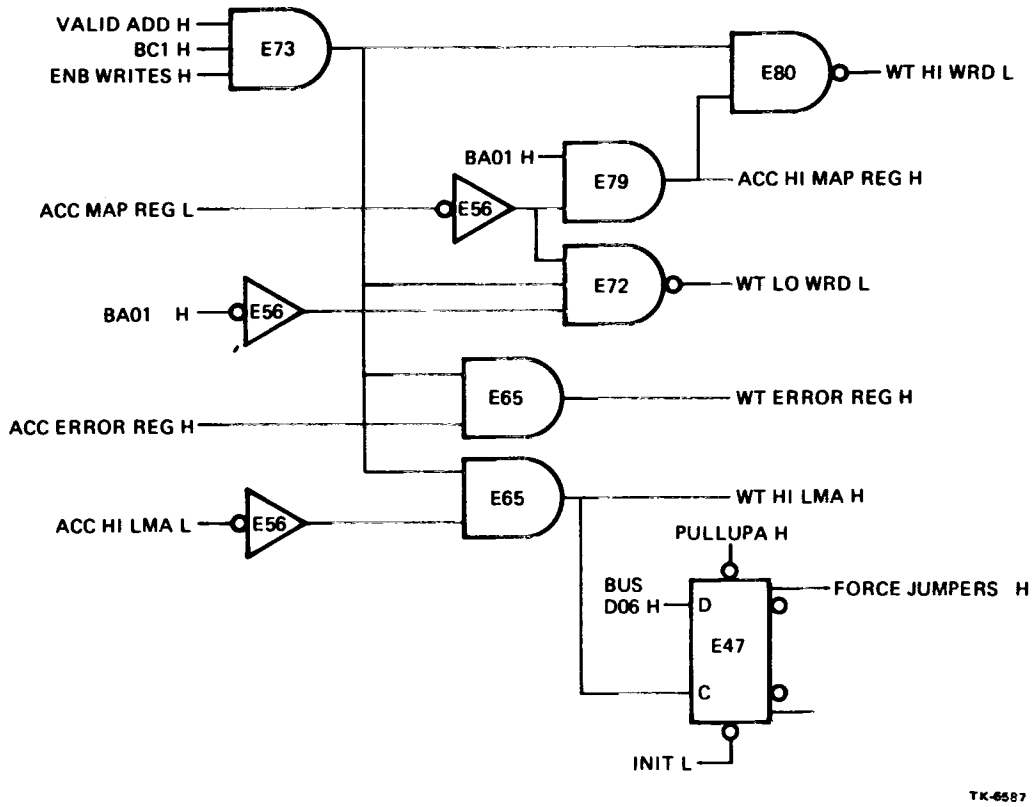 VALID ADD H
BC1 H
ENB WRITES H
E73
E80
WT HI WRD L
BA01 H
E79
ACC HI MAP REG H
ACC MAP REG L
E56
E72
WT LO WRD L
BA01 H
E56
E65
WT ERROR REG H
ACC ERROR REG H
E65
WT HI LMA H
ACC HI LMA L
E56
PULLUPA H
BUS
D06 H
D
FORCE JUMPERS H
E47
C
INIT L
TK-6587